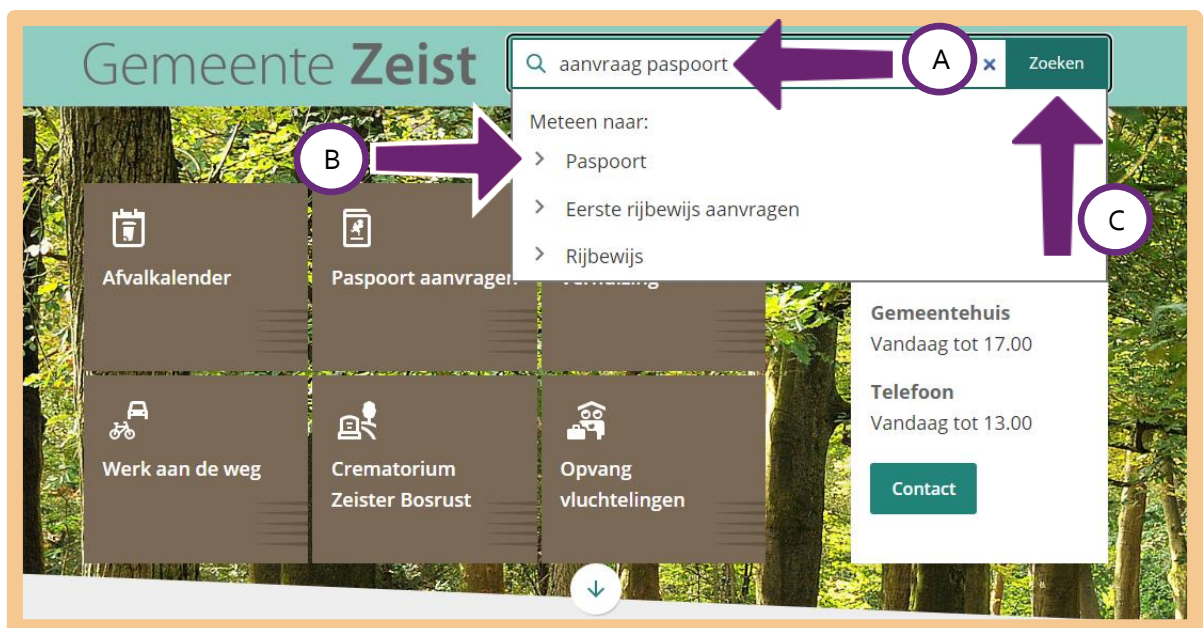 Gemeente Zeist
aanvraag paspoort
A
×
Zoeken
Meteen naar:
B
Paspoort
Eerste rijbewijs aanvragen
C
Rijbewijs
Afvalkalender
Paspoort aanvragen
Verhuizing
Gemeentehuis
Vandaag tot 17.00
Telefoon
Vandaag tot 13.00
Werk aan de weg
Crematorium
Zeister Bosrust
Opvang
vluchtelingen
Contact